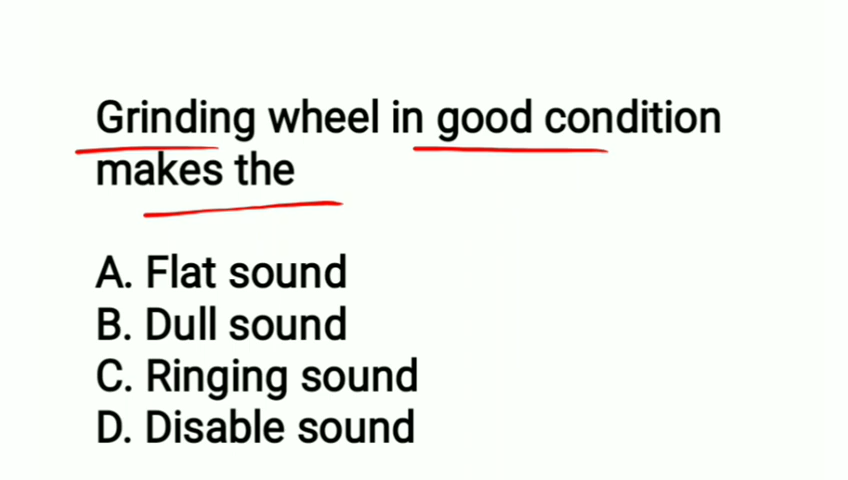 Grinding wheel in good condition
makes the
A. Flat sound
B. Dull sound
C. Ringing sound
D. Disable sound